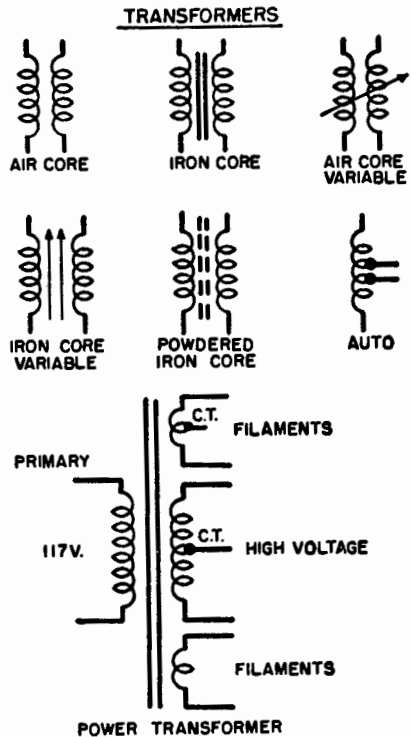 TRANSFORMERS
AIR CORE
IRON CORE
AIR CORE
VARIABLE
IRON CORE
VARIABLE
POWDERED
IRON CORE
AUTO
C.T.
FILAMENTS
PRIMARY
117V.
C.T.
HIGH VOLTAGE
FILAMENTS
POWER TRANSFORMER